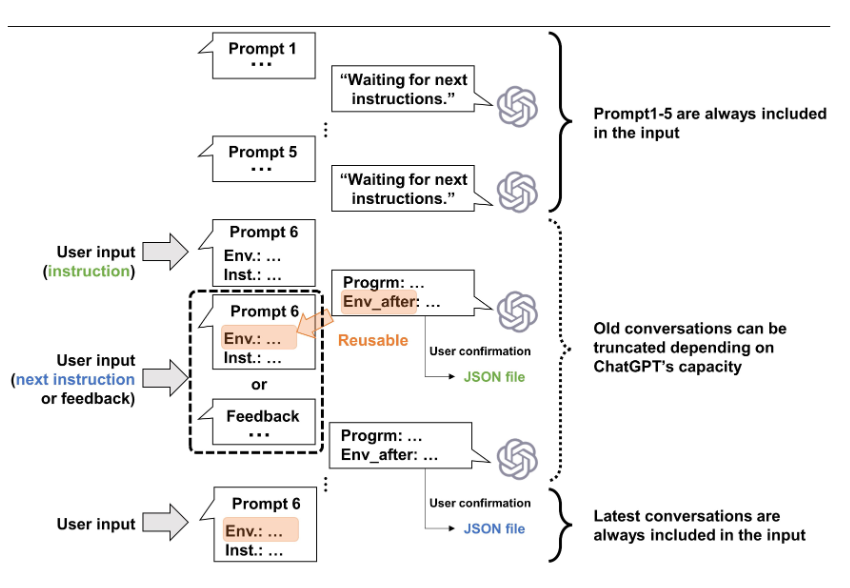 Prompt 1
...
“Waiting for next
instructions.”
Prompt1-5 are always included
in the input
⋮
Prompt 5
...
“Waiting for next
instructions.”
User input
(instruction)
Prompt 6
Env.: ...
Inst.: ...
Progrm: ...
Env_after: ...
Reusable
User confirmation
JSON file
Old conversations can be
truncated depending on
ChatGPT’s capacity
User input
(next instruction
or feedback)
Prompt 6
Env.: ...
Inst.: ...
or
Feedback
...
Progrm: ...
Env_after: ...
User confirmation
JSON file
⋮
User input
Prompt 6
Env.: ...
Inst.: ...
Latest conversations are
always included in the input